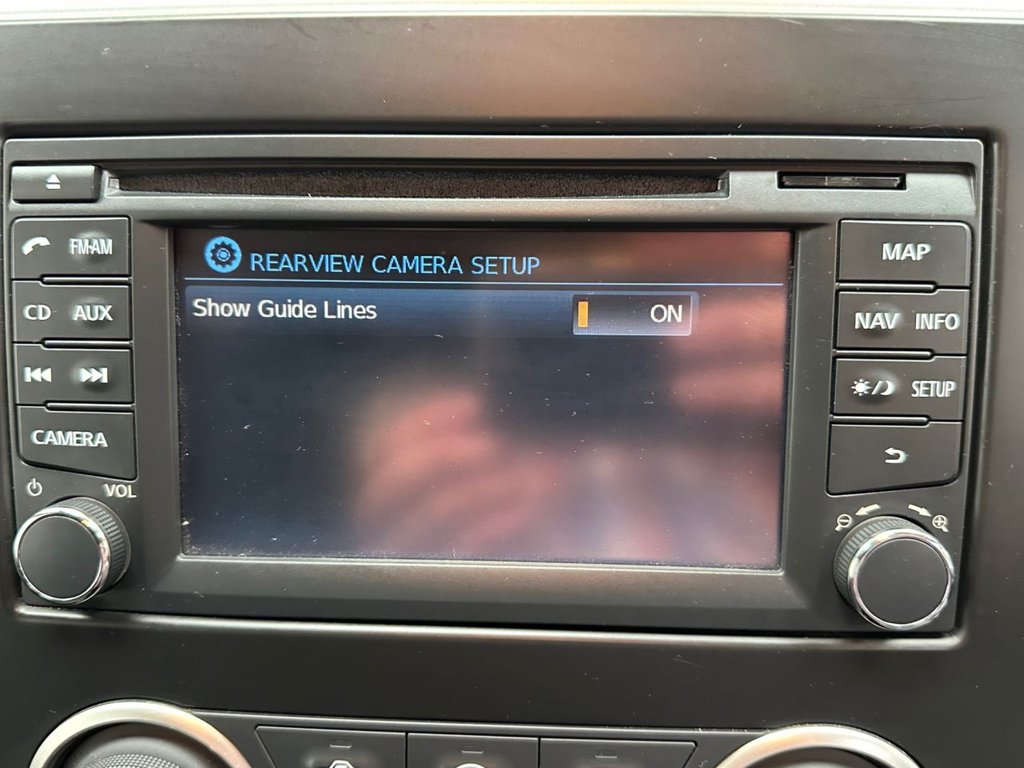 FM·AM
CD AUX
CAMERA
VOL
REARVIEW CAMERA SETUP
Show Guide Lines ON
MAP
NAV INFO
SETUP